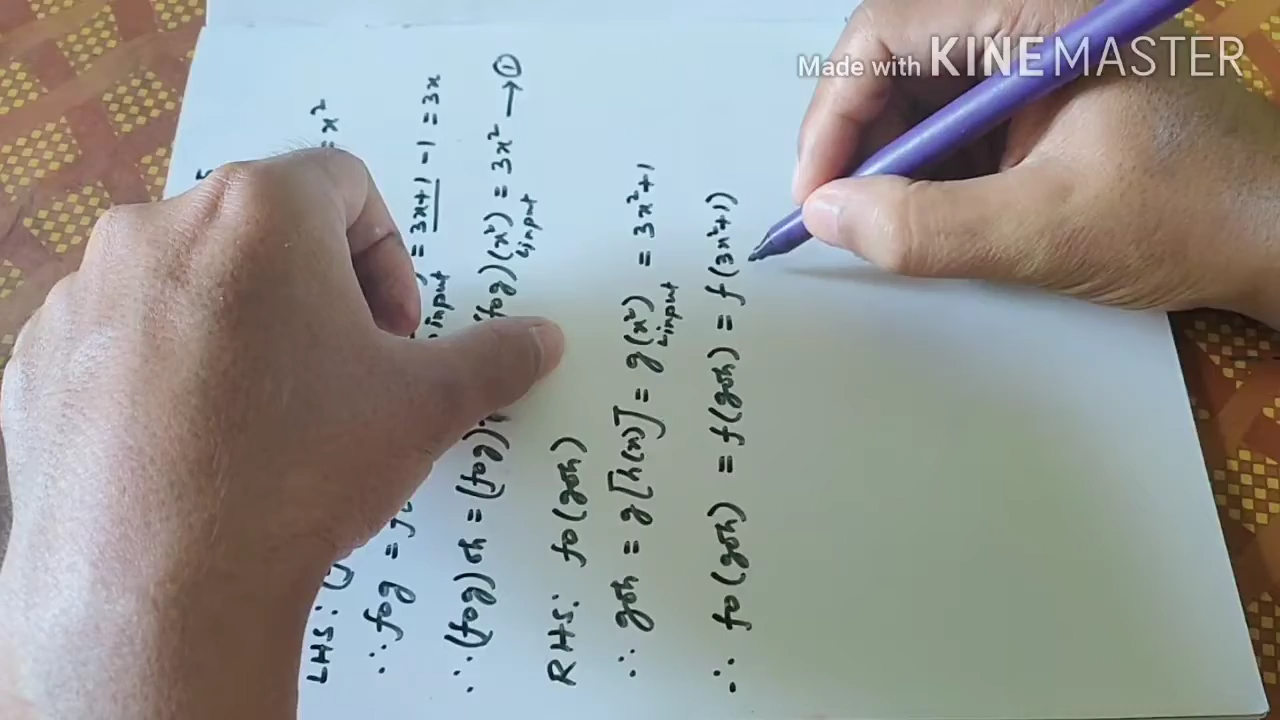 Made with KINEMASTER
= x²
LHS : (
∴ fog = = 3x+1 - 1 = 3x
input
∴ (fog)oh = (fog) (fog)(x²) = 3x² → ①
input
RHS: fo(goh)
∴ goh = g[h(x)] = g(x²) = 3x²+1
input
∴ fo(goh) = f(goh) = f(3x²+1)